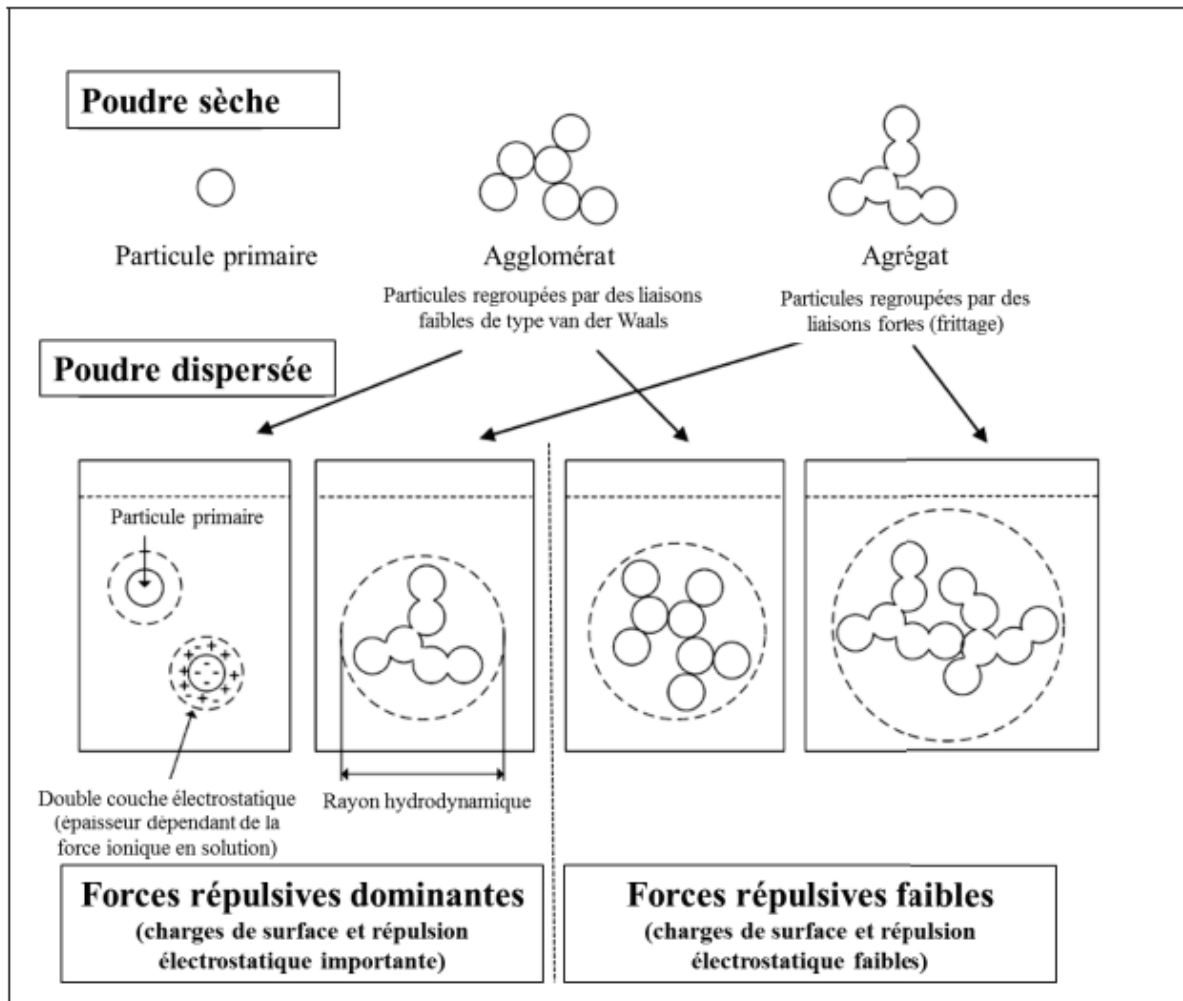 Poudre sèche
Particule primaire
Agglomérat
Agrégat
Particules regroupées par des liaisons
faibles de type van der Waals
Particules regroupées par des
liaisons fortes (frittage)
Poudre dispersée
Particule primaire
Double couche électrostatique
(épaisseur dépendant de la
force ionique en solution)
Rayon hydrodynamique
Forces répulsives dominantes
(charges de surface et répulsion
électrostatique importante)
Forces répulsives faibles
(charges de surface et répulsion
électrostatique faibles)